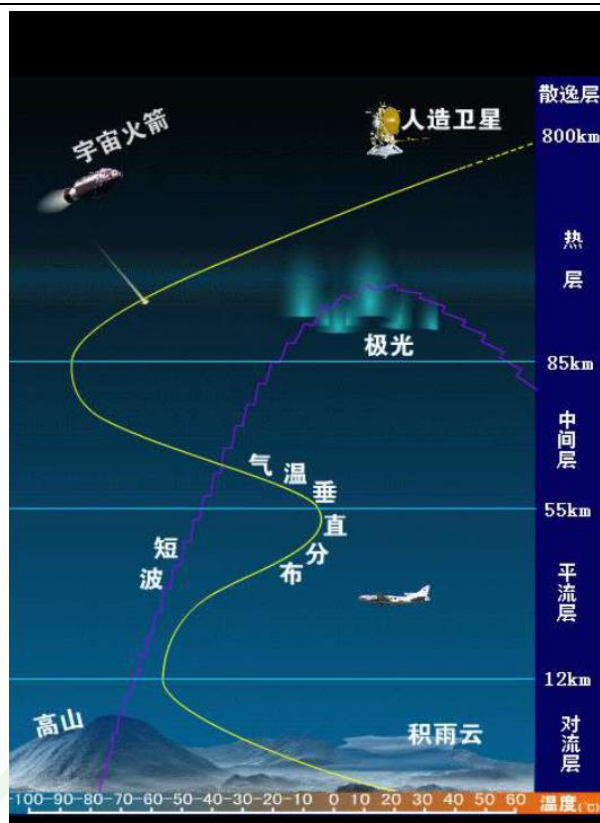 散逸层
人造卫星
800km
宇宙火箭
热
层
极光
85km
中
间
层
气温垂直分布
55km
短波
平
流
层
12km
高山
积雨云
对
流
层
-100-90-80-70-60-50-40-30-20-10 0 10 20 30 40 50 60 温度(℃)